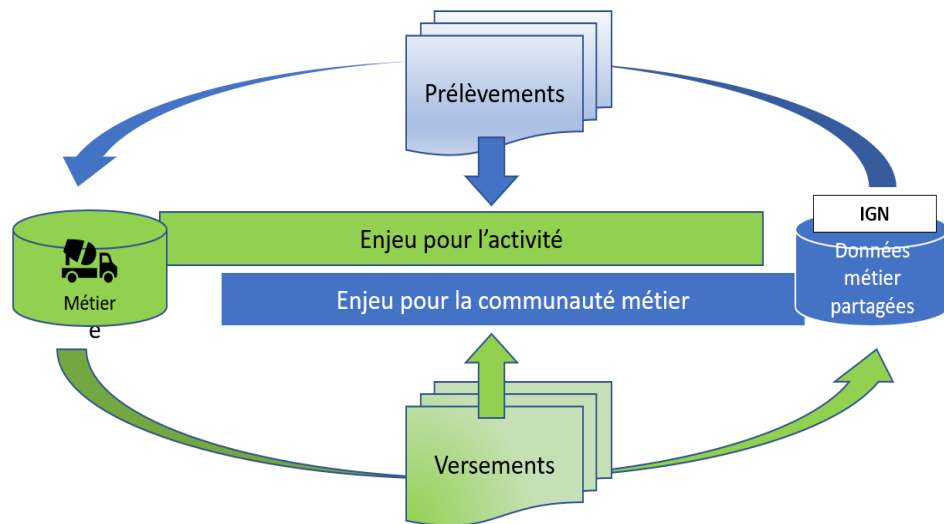 Prélèvements
IGN
Enjeu pour l’activité
Données
métier
partagées
Métier
e
Enjeu pour la communauté métier
Versements